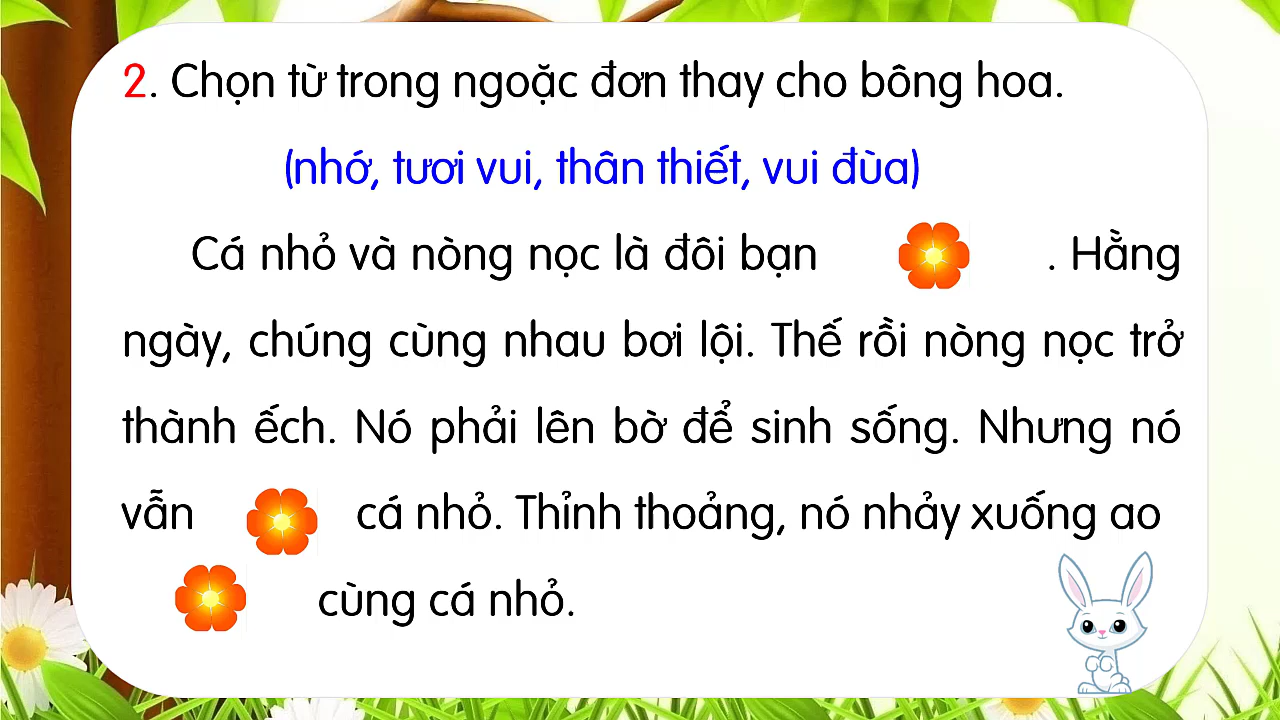 2. Chọn từ trong ngoặc đơn thay cho bông hoa.
(nhớ, tươi vui, thân thiết, vui đùa)
Cá nhỏ và nòng nọc là đôi bạn . Hằng
ngày, chúng cùng nhau bơi lội. Thế rồi nòng nọc trở
thành ếch. Nó phải lên bờ để sinh sống. Nhưng nó
vẫn cá nhỏ. Thỉnh thoảng, nó nhảy xuống ao
cùng cá nhỏ.